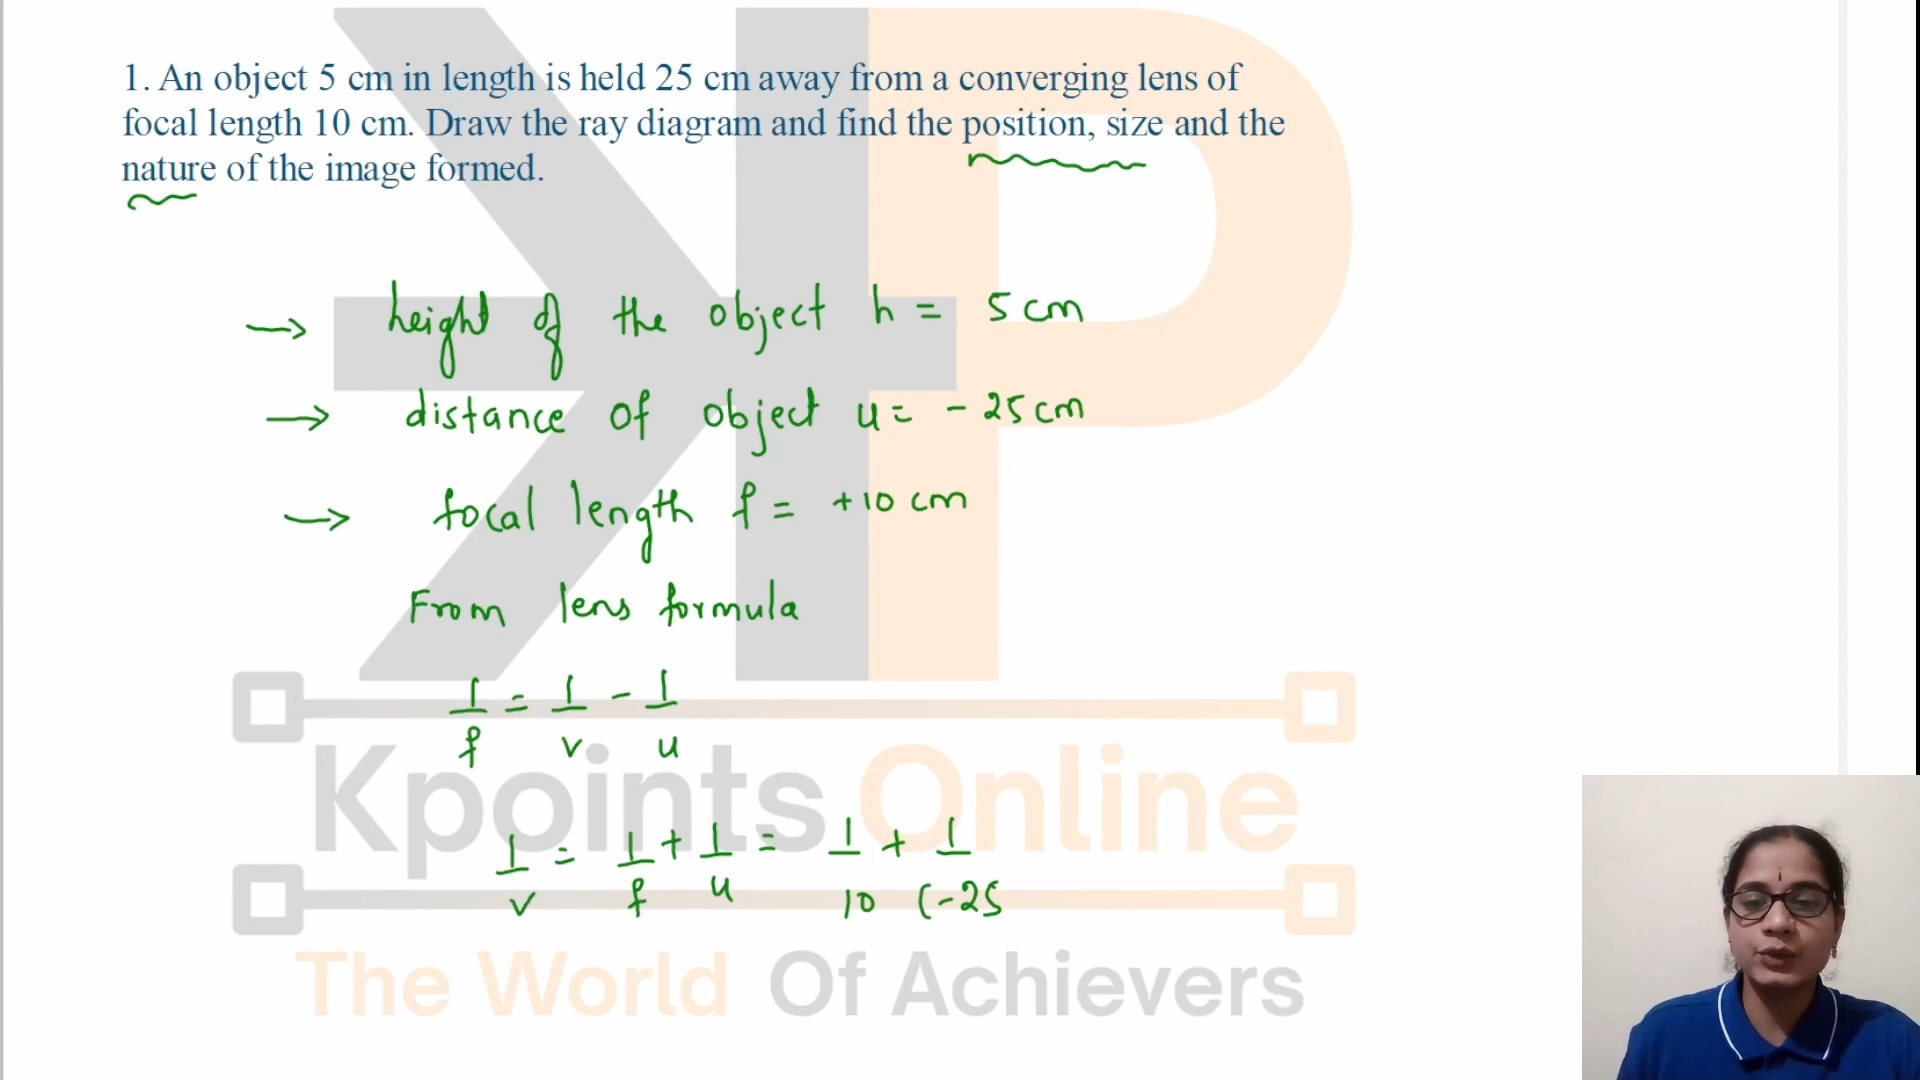 1. An object 5 cm in length is held 25 cm away from a converging lens of
focal length 10 cm. Draw the ray diagram and find the position, size and the
nature of the image formed.
→ height of the object h = 5 cm
→ distance of object u = - 25 cm
→ focal length f = +10 cm
From lens formula
1/f = 1/v - 1/u
Kpoints Online
1/v = 1/f + 1/u = 1/10 + 1/(-25
The World Of Achievers